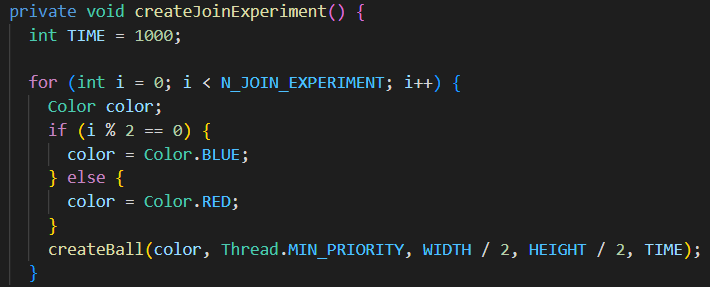 private void createJoinExperiment() {
  int TIME = 1000;

  for (int i = 0; i < N_JOIN_EXPERIMENT; i++) {
    Color color;
    if (i % 2 == 0) {
      color = Color.BLUE;
    } else {
      color = Color.RED;
    }
    createBall(color, Thread.MIN_PRIORITY, WIDTH / 2, HEIGHT / 2, TIME);
  }